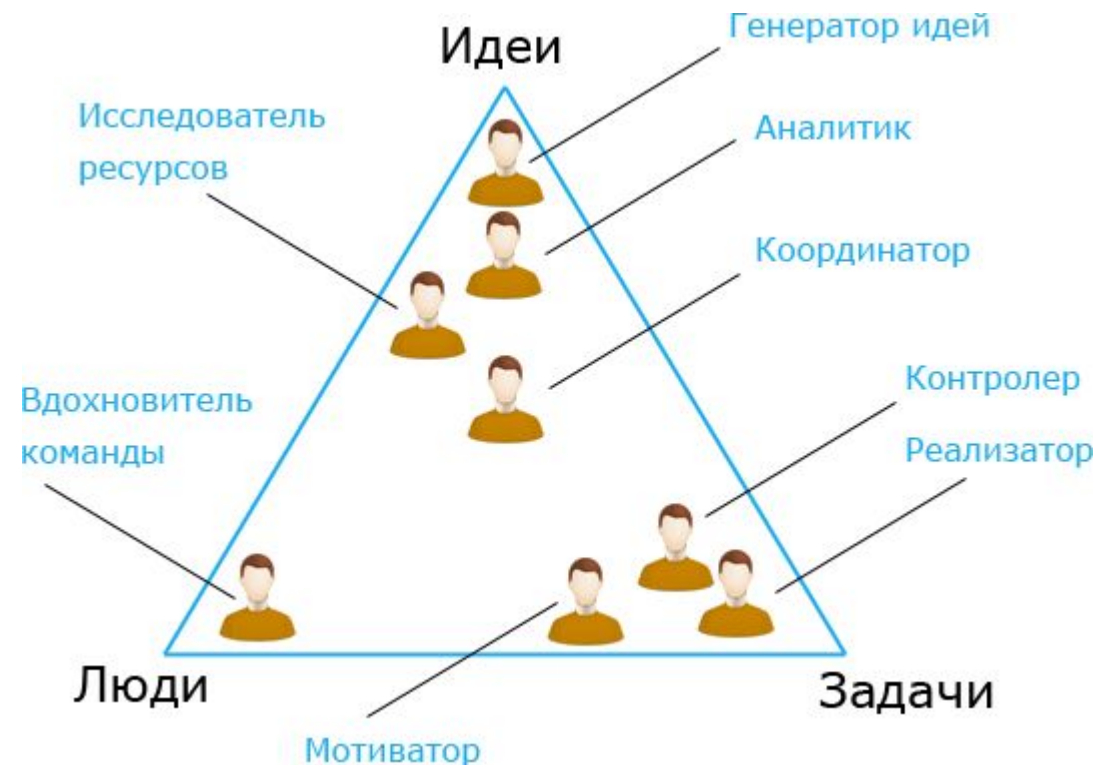 Генератор идей
Идеи
Исследователь
ресурсов
Аналитик
Координатор
Контролер
Вдохновитель
команды
Реализатор
Люди
Задачи
Мотиватор